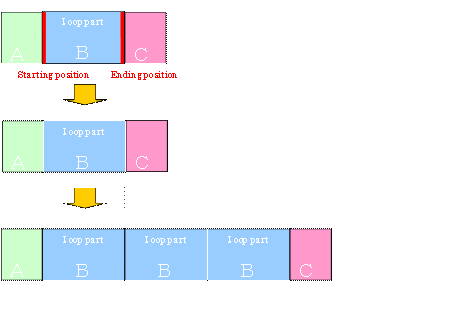 Loop part
A B C
Starting position Ending position
Loop part
A B C
Loop part Loop part Loop part
A B B B C